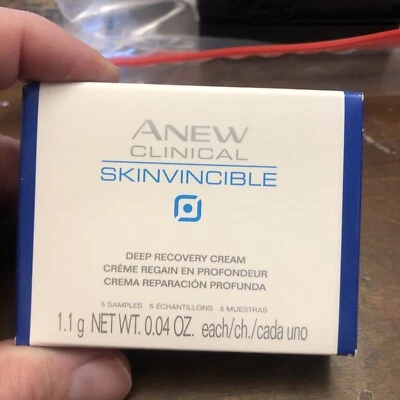 ANEW
CLINICAL
SKINVINCIBLE
DEEP RECOVERY CREAM
CRÈME REGAIN EN PROFONDEUR
CREMA REPARACIÓN PROFUNDA
5 SAMPLES 5 ÉCHANTILLONS 5 MUESTRAS
1.1 g NET WT. 0.04 OZ. each/ch./cada uno